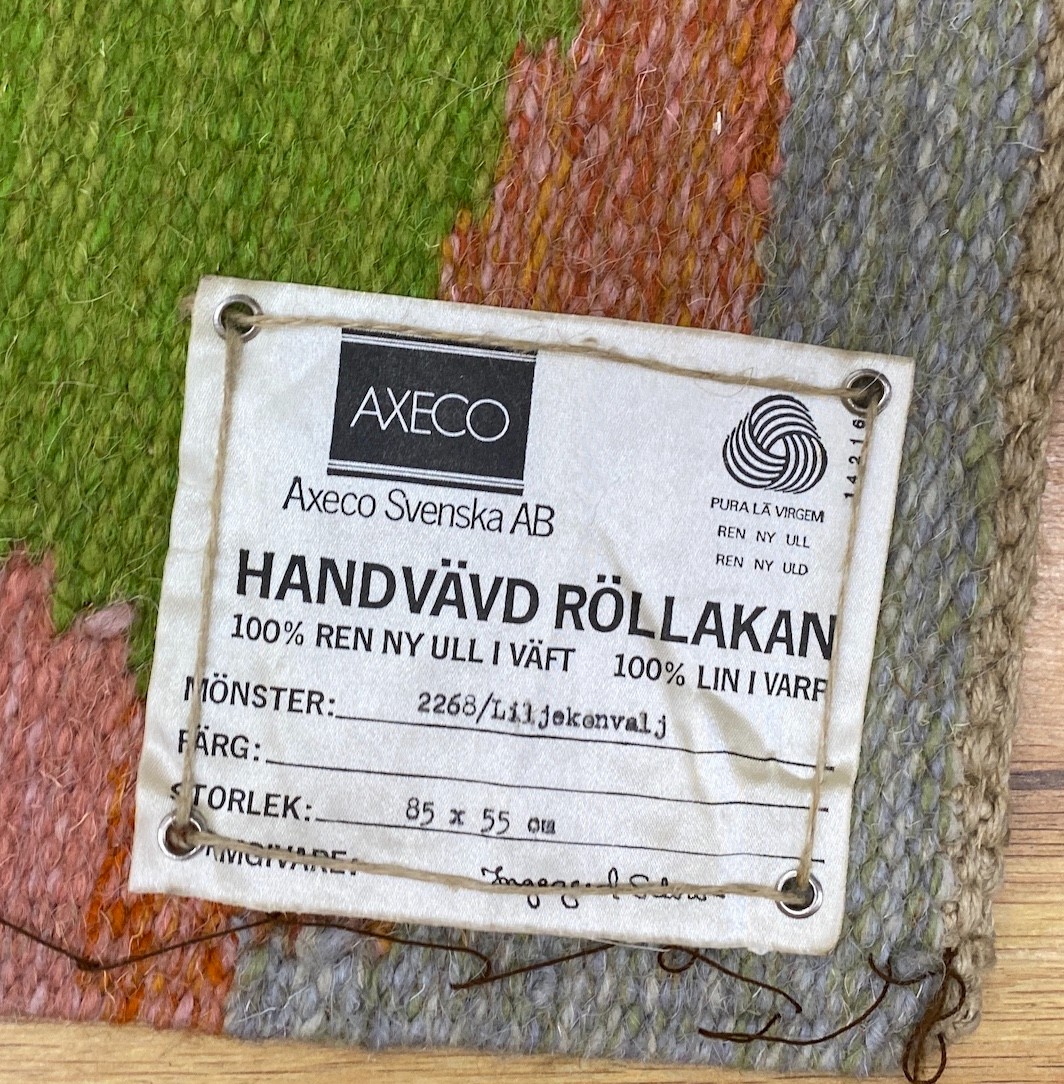 AXECO
Axeco Svenska AB
14216
PURA LÃ VIRGEM
REN NY ULL
REN NY ULD
HANDVÄVD RÖLLAKAN
100% REN NY ULL I VÄFT 100% LIN I VARP
MÖNSTER: 2268/Liljekonvalj
FÄRG:
STORLEK: 85 x 55 cm